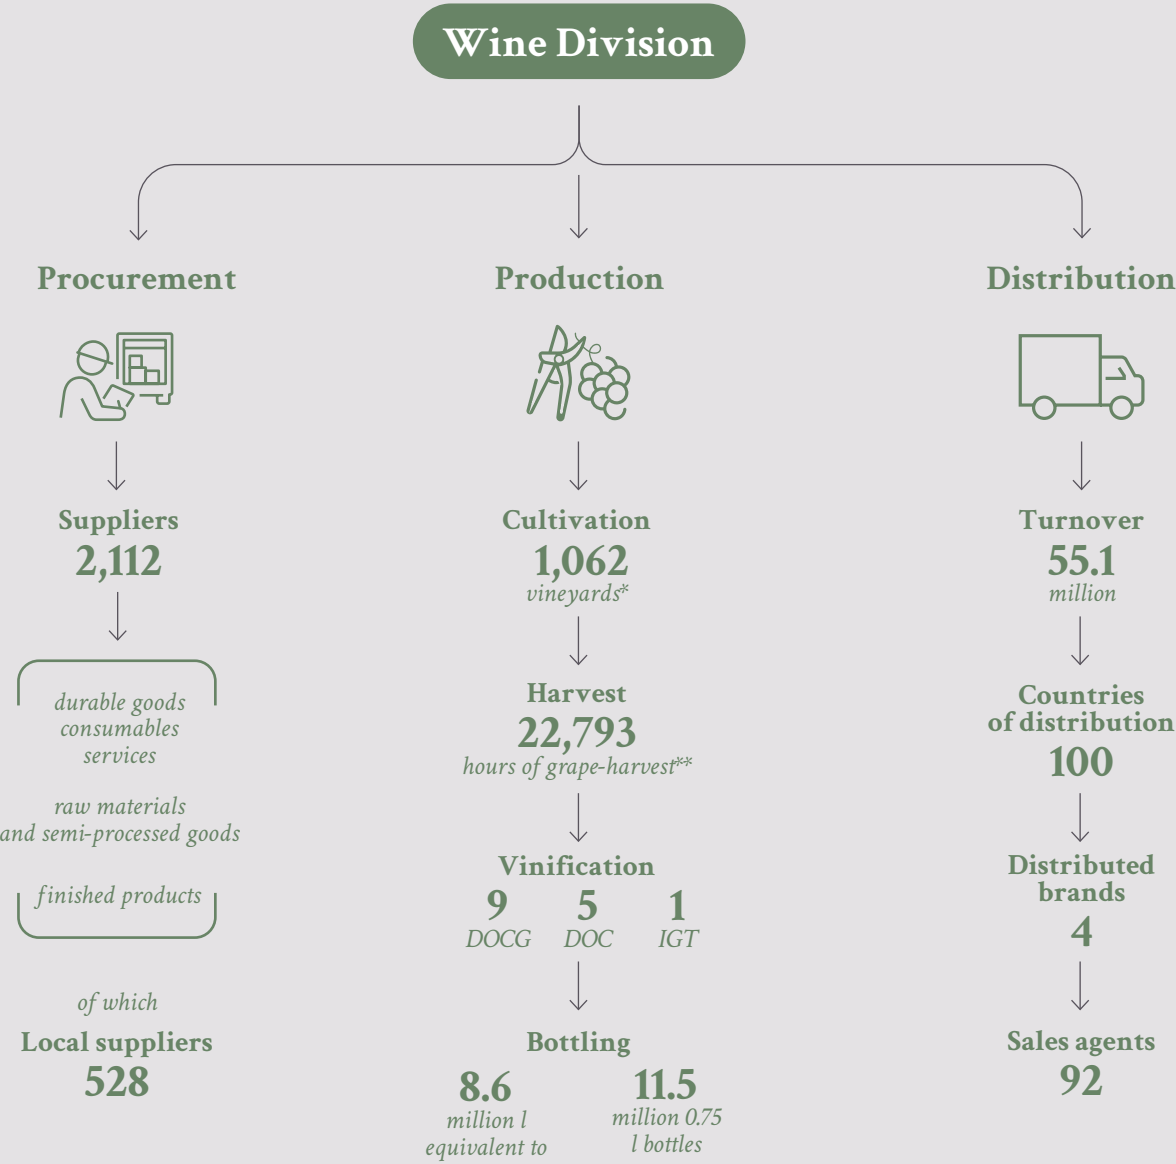 Wine Division
Procurement
Suppliers
2,112
durable goods
consumables
services
raw materials
and semi-processed goods
finished products
of which
Local suppliers
528
Production
Cultivation
1,062
vineyards*
Harvest
22,793
hours of grape-harvest**
Vinification
9 5 1
DOCG DOC IGT
Bottling
8.6
million l
equivalent to
11.5
million 0.75
l bottles
Distribution
Turnover
55.1
million
Countries
of distribution
100
Distributed
brands
4
Sales agents
92